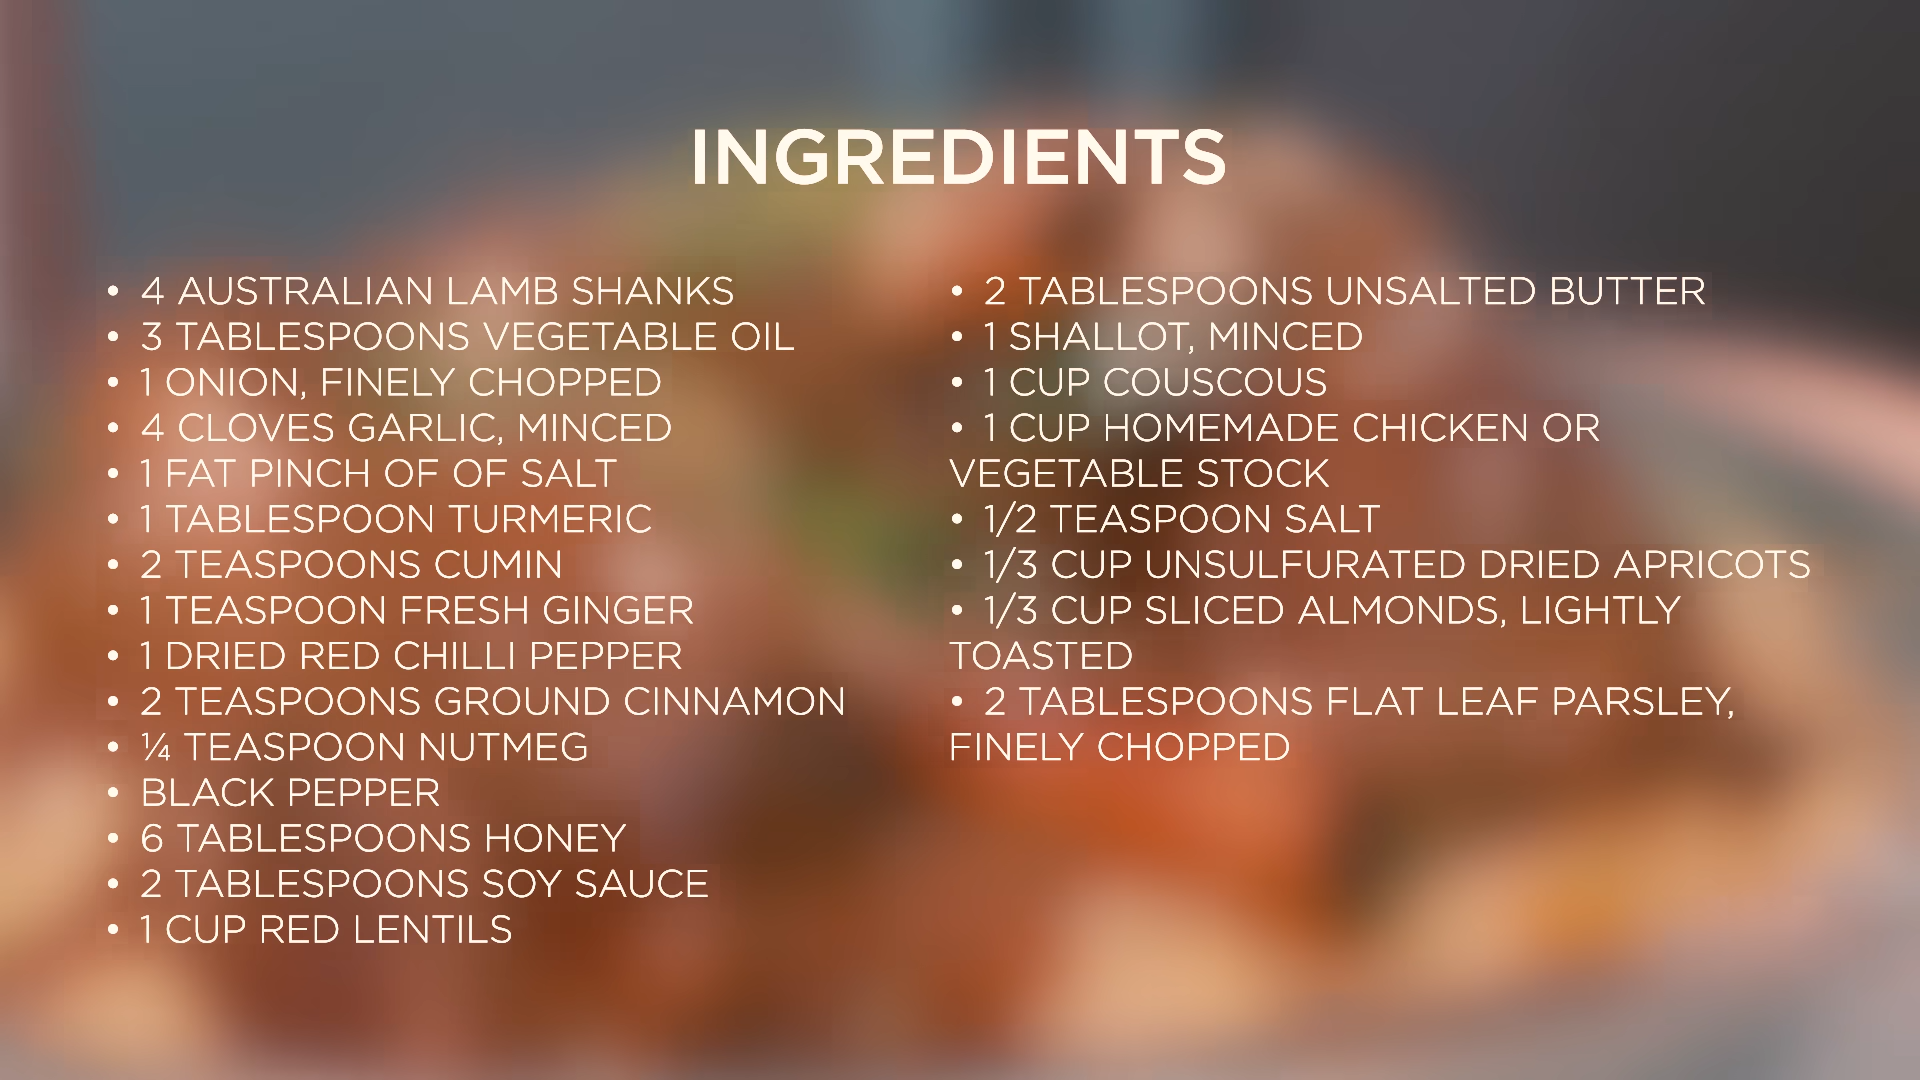 INGREDIENTS
• 4 AUSTRALIAN LAMB SHANKS
• 3 TABLESPOONS VEGETABLE OIL
• 1 ONION, FINELY CHOPPED
• 4 CLOVES GARLIC, MINCED
• 1 FAT PINCH OF OF SALT
• 1 TABLESPOON TURMERIC
• 2 TEASPOONS CUMIN
• 1 TEASPOON FRESH GINGER
• 1 DRIED RED CHILLI PEPPER
• 2 TEASPOONS GROUND CINNAMON
• ¼ TEASPOON NUTMEG
• BLACK PEPPER
• 6 TABLESPOONS HONEY
• 2 TABLESPOONS SOY SAUCE
• 1 CUP RED LENTILS
• 2 TABLESPOONS UNSALTED BUTTER
• 1 SHALLOT, MINCED
• 1 CUP COUSCOUS
• 1 CUP HOMEMADE CHICKEN OR
VEGETABLE STOCK
• 1/2 TEASPOON SALT
• 1/3 CUP UNSULFURATED DRIED APRICOTS
• 1/3 CUP SLICED ALMONDS, LIGHTLY
TOASTED
• 2 TABLESPOONS FLAT LEAF PARSLEY,
FINELY CHOPPED